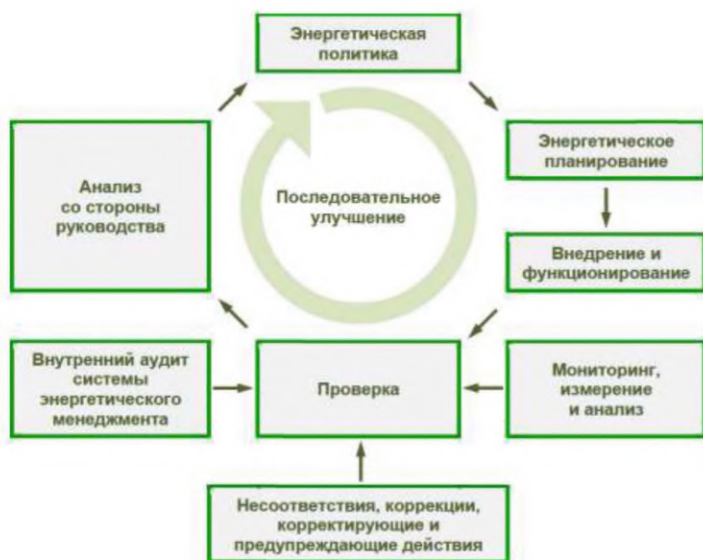 Энергетическая
политика
Энергетическое
планирование
Анализ
со стороны
руководства
Последовательное
улучшение
Внедрение и
функционирование
Внутренний аудит
системы
энергетического
менеджмента
Проверка
Мониторинг,
измерение
и анализ
Несоответствия, коррекции,
корректирующие и
предупреждающие действия